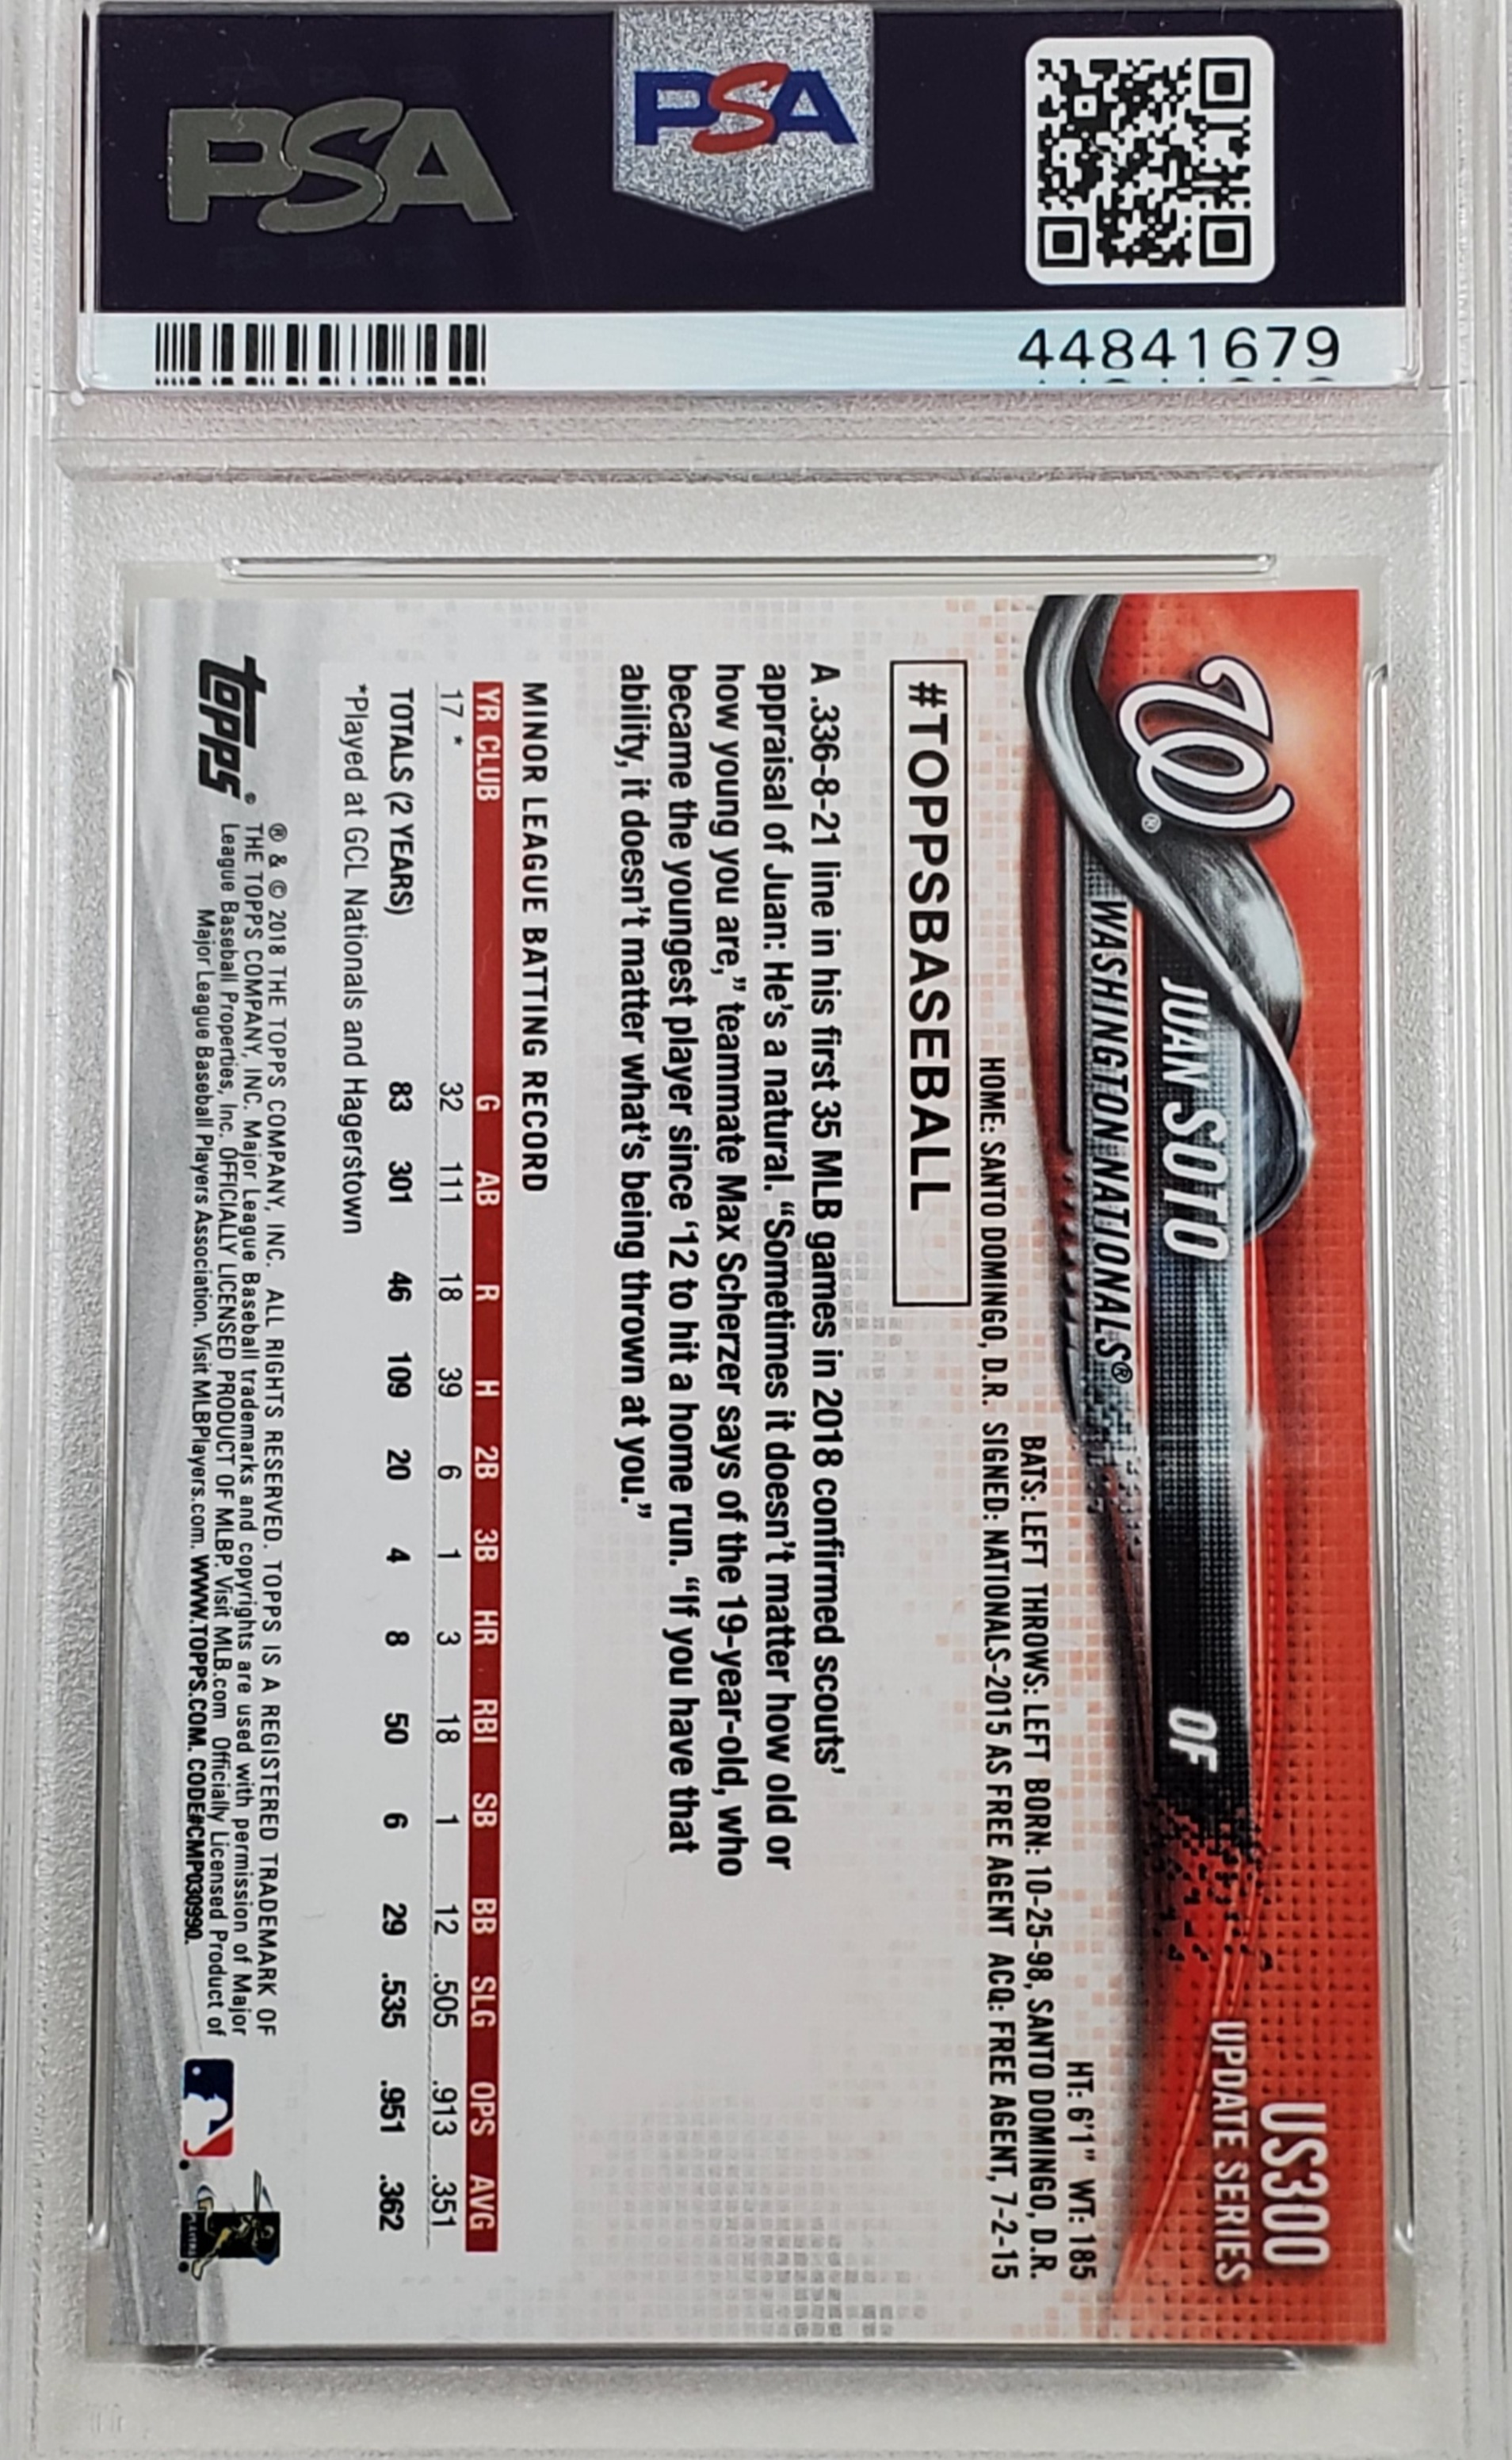 PSA
PSA
44841679
US300
UPDATE SERIES
W®
JUAN SOTO OF
WASHINGTON NATIONALS®
HT: 6'1" WT: 185
BATS: LEFT THROWS: LEFT BORN: 10-25-98, SANTO DOMINGO, D.R.
HOME: SANTO DOMINGO, D.R. SIGNED: NATIONALS-2015 AS FREE AGENT ACQ: FREE AGENT, 7-2-15
#TOPPSBASEBALL
A .336-8-21 line in his first 35 MLB games in 2018 confirmed scouts'
appraisal of Juan: He's a natural. “Sometimes it doesn't matter how old or
how young you are,” teammate Max Scherzer says of the 19-year-old, who
became the youngest player since '12 to hit a home run. “If you have that
ability, it doesn't matter what's being thrown at you.”
MINOR LEAGUE BATTING RECORD
YR CLUB G AB R H 2B 3B HR RBI SB BB SLG OPS AVG
17 * 32 111 18 39 6 1 3 18 1 12 .505 .913 .351
TOTALS (2 YEARS) 83 301 46 109 20 4 8 50 6 29 .535 .951 .362
*Played at GCL Nationals and Hagerstown
topps®
® & © 2018 THE TOPPS COMPANY, INC. ALL RIGHTS RESERVED. TOPPS IS A REGISTERED TRADEMARK OF
THE TOPPS COMPANY, INC. Major League Baseball trademarks and copyrights are used with permission of Major
League Baseball Properties, Inc. OFFICIALLY LICENSED PRODUCT OF MLBP. Visit MLB.com Officially Licensed Product of
Major League Baseball Players Association. Visit MLBPlayers.com. WWW.TOPPS.COM. CODE#CMP030990.